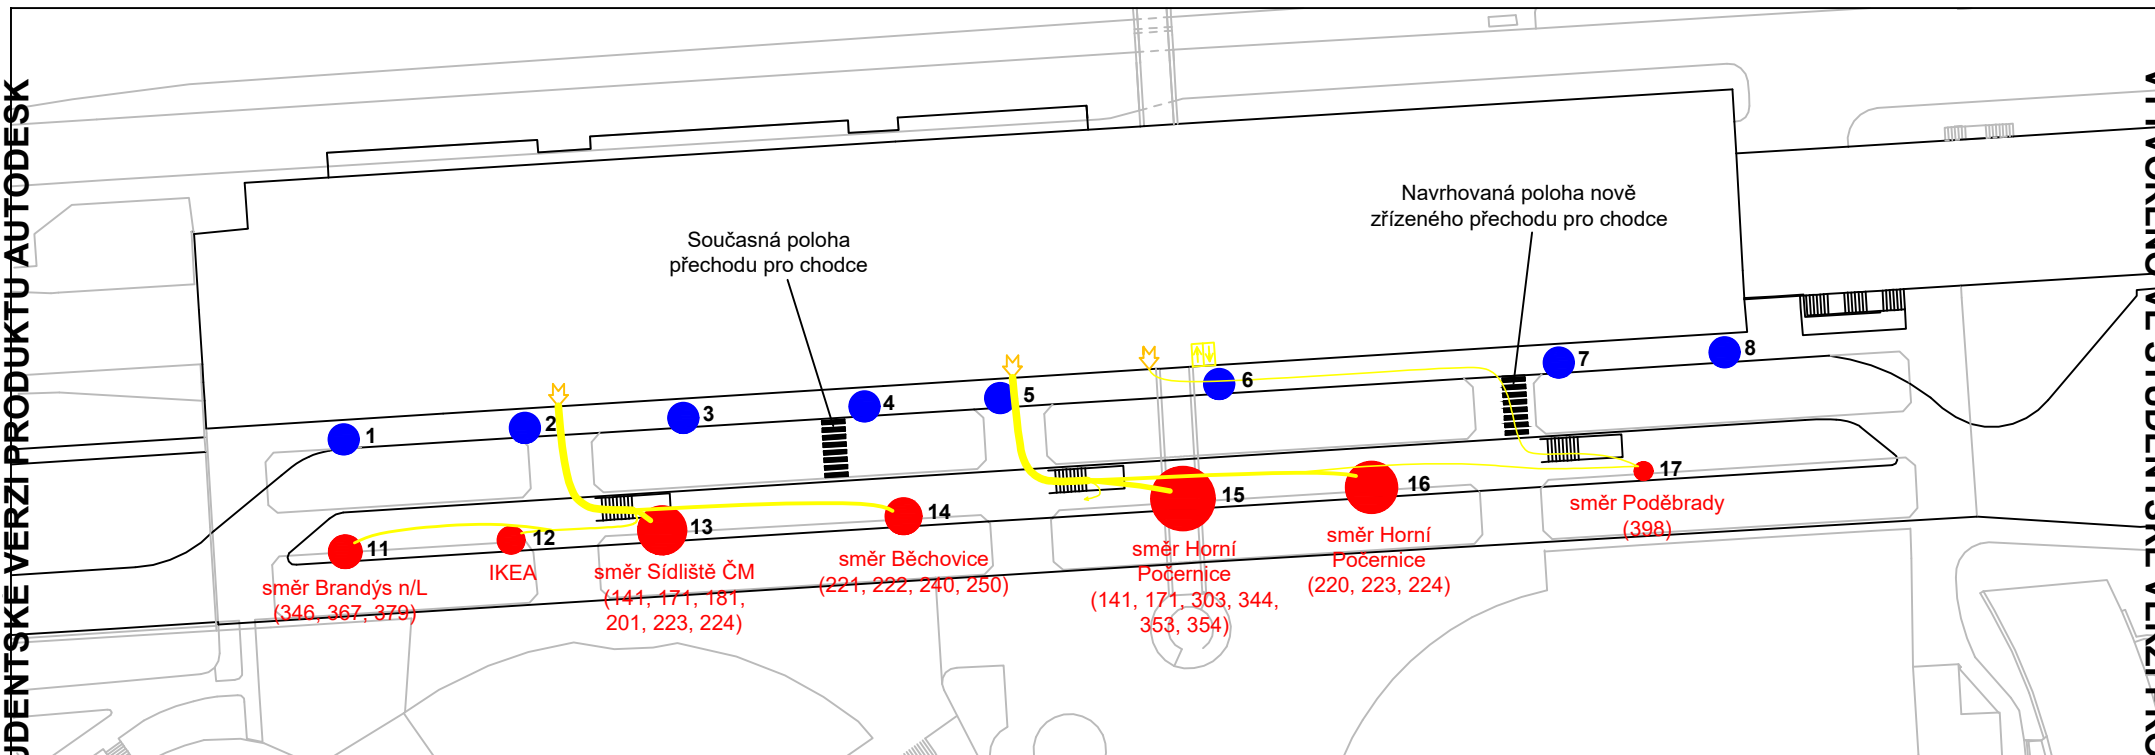 UDENTSKÉ VERZI PRODUKTU AUTODESK
Současná poloha
přechodu pro chodce
Navrhovaná poloha nově
zřízeného přechodu pro chodce
1
2
3
4
5
6
7
8
11
12
13
14
15
16
17
směr Brandýs n/L
(346, 367, 379)
IKEA
směr Sídliště ČM
(141, 171, 181,
201, 223, 224)
směr Běchovice
(221, 222, 240, 250)
směr Horní
Počernice
(141, 171, 303, 344,
353, 354)
směr Horní
Počernice
(220, 223, 224)
směr Poděbrady
(398)
VE STUDENTSKÉ VERZI